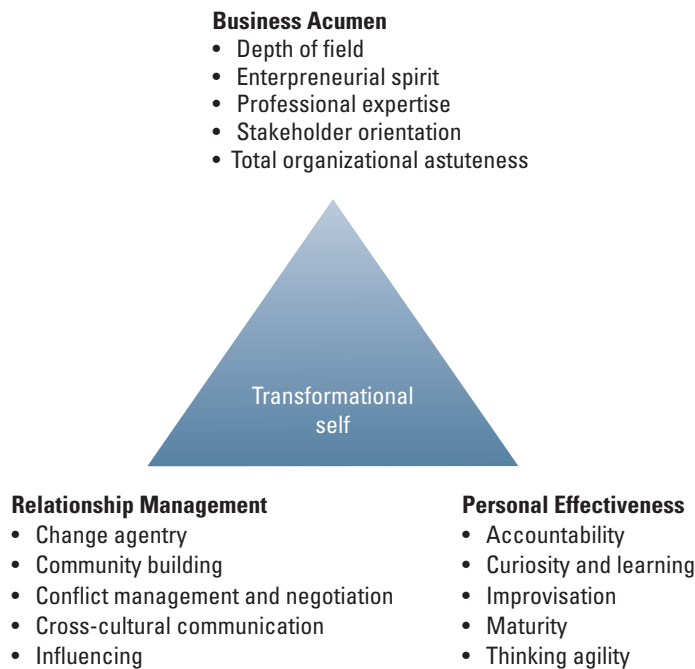 Business Acumen
• Depth of field
• Enterpreneurial spirit
• Professional expertise
• Stakeholder orientation
• Total organizational astuteness
Transformational
self
Relationship Management
• Change agentry
• Community building
• Conflict management and negotiation
• Cross-cultural communication
• Influencing
Personal Effectiveness
• Accountability
• Curiosity and learning
• Improvisation
• Maturity
• Thinking agility